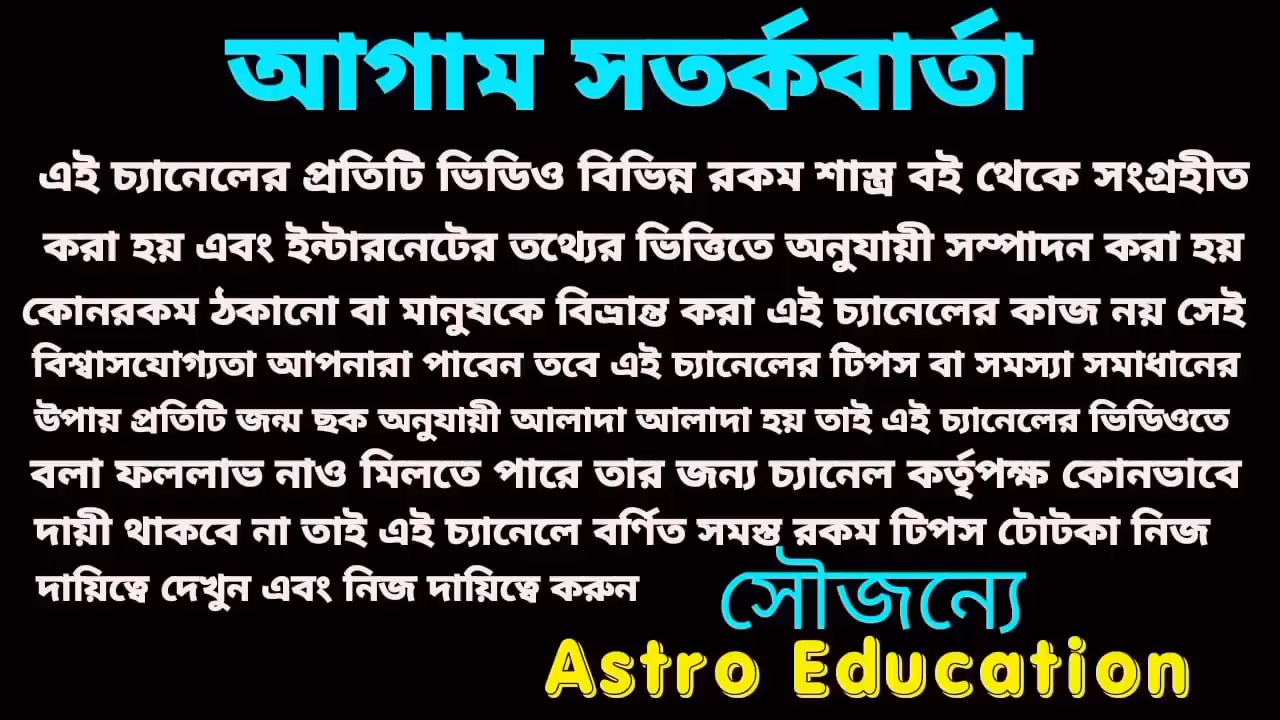 আগাম সতর্কবার্তা
এই চ্যানেলের প্রতিটি ভিডিও বিভিন্ন রকম শাস্ত্র বই থেকে সংগ্রহীত
করা হয় এবং ইন্টারনেটের তথ্যের ভিত্তিতে অনুযায়ী সম্পাদন করা হয়
কোনরকম ঠকানো বা মানুষকে বিভ্রান্ত করা এই চ্যানেলের কাজ নয় সেই
বিশ্বাসযোগ্যতা আপনারা পাবেন তবে এই চ্যানেলের টিপস বা সমস্যা সমাধানের
উপায় প্রতিটি জন্ম ছক অনুযায়ী আলাদা আলাদা হয় তাই এই চ্যানেলের ভিডিওতে
বলা ফললাভ নাও মিলতে পারে তার জন্য চ্যানেল কর্তৃপক্ষ কোনভাবে
দায়ী থাকবে না তাই এই চ্যানেলে বর্ণিত সমস্ত রকম টিপস টোটকা নিজ
দায়িত্বে দেখুন এবং নিজ দায়িত্বে করুন
সৌজন্যে
Astro Education